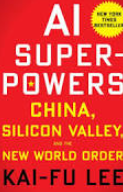 AI
NEW YORK
TIMES
BESTSELLER
SUPER-
POWERS
CHINA,
SILICON VALLEY,
AND
THE
NEW WORLD ORDER
KAI-FU LEE